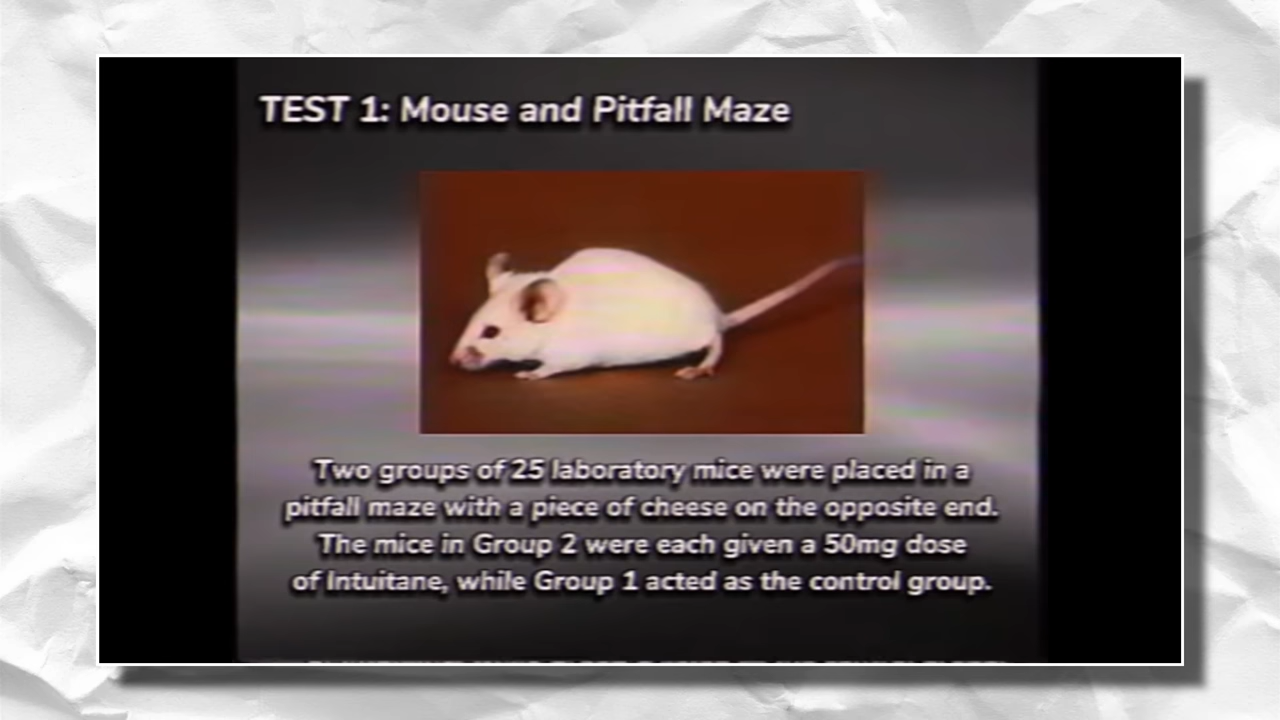 TEST 1: Mouse and Pitfall Maze
Two groups of 25 laboratory mice were placed in a
pitfall maze with a piece of cheese on the opposite end.
The mice in Group 2 were each given a 50mg dose
of Intuitane, while Group 1 acted as the control group.